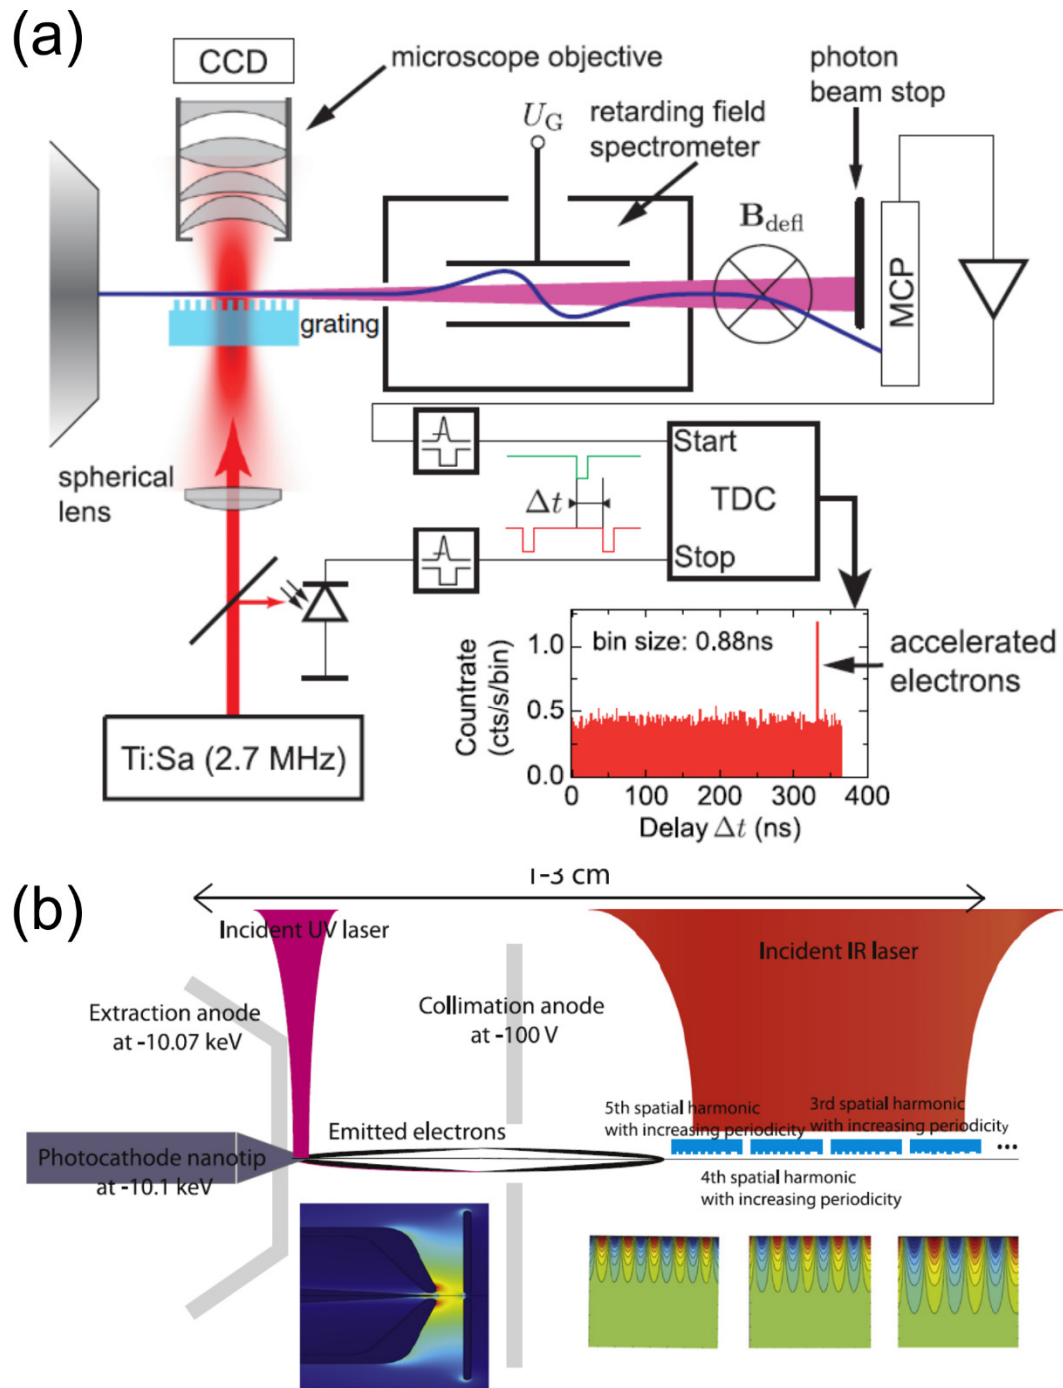 (a)
CCD
microscope objective
photon
beam stop
U_G
retarding field
spectrometer
B_defl
MCP
grating
spherical
lens
Start
Δt
TDC
Stop
Ti:Sa (2.7 MHz)
Countrate
(cts/s/bin)
1.0
0.5
0.0
bin size: 0.88ns
accelerated
electrons
0 100 200 300 400
Delay Δt (ns)
(b)
1-3 cm
Incident UV laser
Incident IR laser
Extraction anode
at -10.07 keV
Collimation anode
at -100 V
5th spatial harmonic
with increasing periodicity
3rd spatial harmonic
with increasing periodicity
Emitted electrons
Photocathode nanotip
at -10.1 keV
4th spatial harmonic
with increasing periodicity